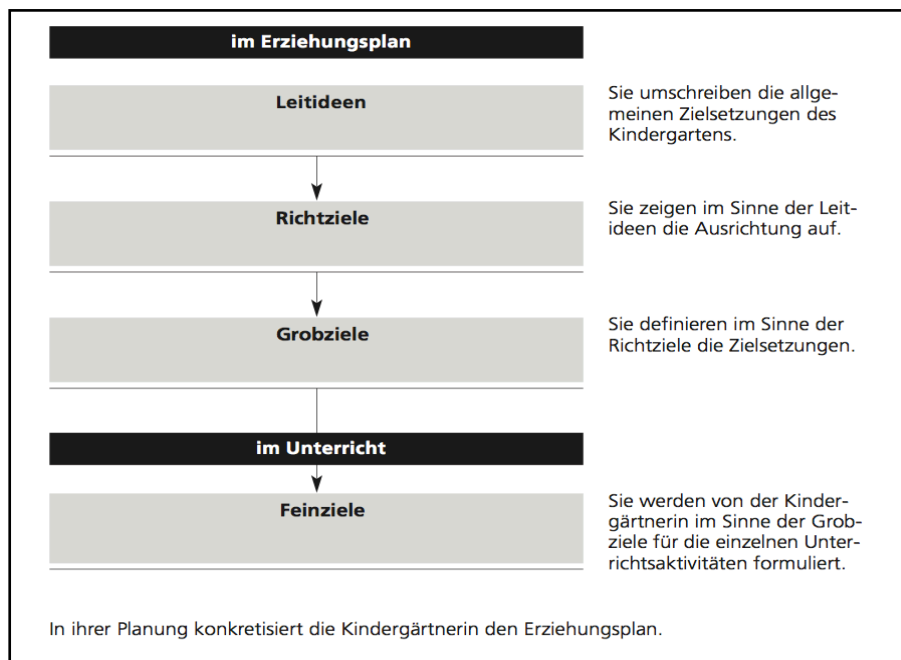 im Erziehungsplan
Leitideen
Sie umschreiben die allge-
meinen Zielsetzungen des
Kindergartens.
Richtziele
Sie zeigen im Sinne der Leit-
ideen die Ausrichtung auf.
Grobziele
Sie definieren im Sinne der
Richtziele die Zielsetzungen.
im Unterricht
Feinziele
Sie werden von der Kinder-
gärtnerin im Sinne der Grob-
ziele für die einzelnen Unter-
richtsaktivitäten formuliert.
In ihrer Planung konkretisiert die Kindergärtnerin den Erziehungsplan.